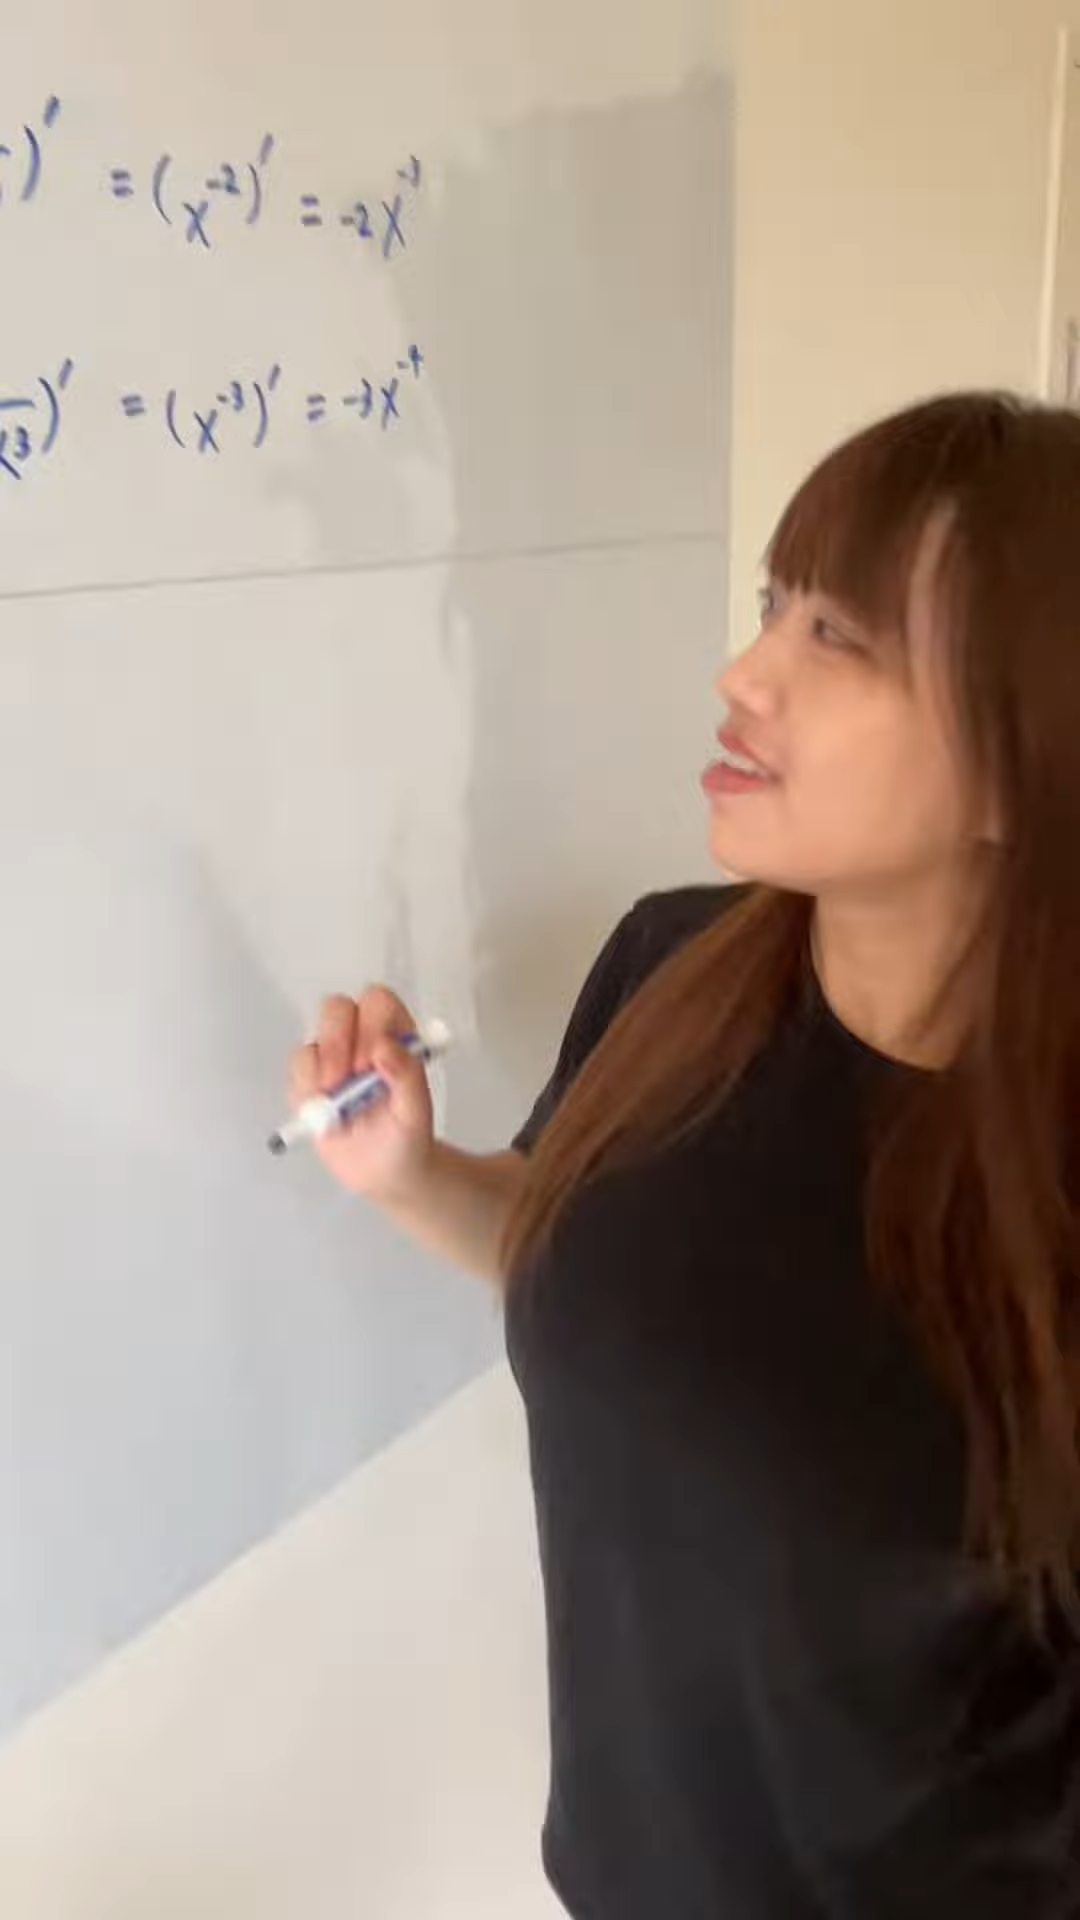 )' = (x⁻²)' = -2x⁻³
x³)' = (x⁻³)' = -3x⁻⁴